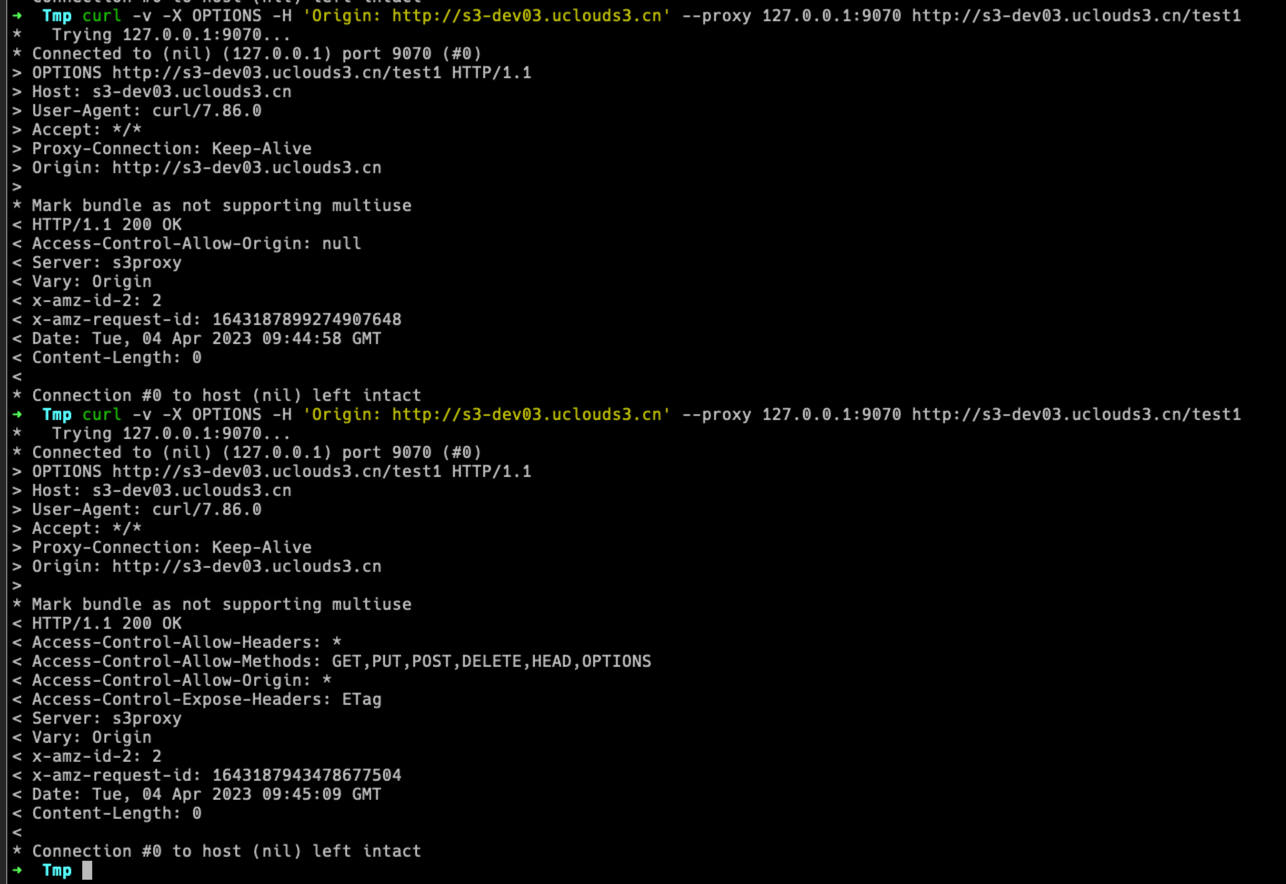 ➜  Tmp curl -v -X OPTIONS -H 'Origin: http://s3-dev03.uclouds3.cn' --proxy 127.0.0.1:9070 http://s3-dev03.uclouds3.cn/test1
*   Trying 127.0.0.1:9070...
* Connected to (nil) (127.0.0.1) port 9070 (#0)
> OPTIONS http://s3-dev03.uclouds3.cn/test1 HTTP/1.1
> Host: s3-dev03.uclouds3.cn
> User-Agent: curl/7.86.0
> Accept: */*
> Proxy-Connection: Keep-Alive
> Origin: http://s3-dev03.uclouds3.cn
>
* Mark bundle as not supporting multiuse
< HTTP/1.1 200 OK
< Access-Control-Allow-Origin: null
< Server: s3proxy
< Vary: Origin
< x-amz-id-2: 2
< x-amz-request-id: 1643187899274907648
< Date: Tue, 04 Apr 2023 09:44:58 GMT
< Content-Length: 0
<
* Connection #0 to host (nil) left intact
➜  Tmp curl -v -X OPTIONS -H 'Origin: http://s3-dev03.uclouds3.cn' --proxy 127.0.0.1:9070 http://s3-dev03.uclouds3.cn/test1
*   Trying 127.0.0.1:9070...
* Connected to (nil) (127.0.0.1) port 9070 (#0)
> OPTIONS http://s3-dev03.uclouds3.cn/test1 HTTP/1.1
> Host: s3-dev03.uclouds3.cn
> User-Agent: curl/7.86.0
> Accept: */*
> Proxy-Connection: Keep-Alive
> Origin: http://s3-dev03.uclouds3.cn
>
* Mark bundle as not supporting multiuse
< HTTP/1.1 200 OK
< Access-Control-Allow-Headers: *
< Access-Control-Allow-Methods: GET,PUT,POST,DELETE,HEAD,OPTIONS
< Access-Control-Allow-Origin: *
< Access-Control-Expose-Headers: ETag
< Server: s3proxy
< Vary: Origin
< x-amz-id-2: 2
< x-amz-request-id: 1643187943478677504
< Date: Tue, 04 Apr 2023 09:45:09 GMT
< Content-Length: 0
<
* Connection #0 to host (nil) left intact
➜  Tmp